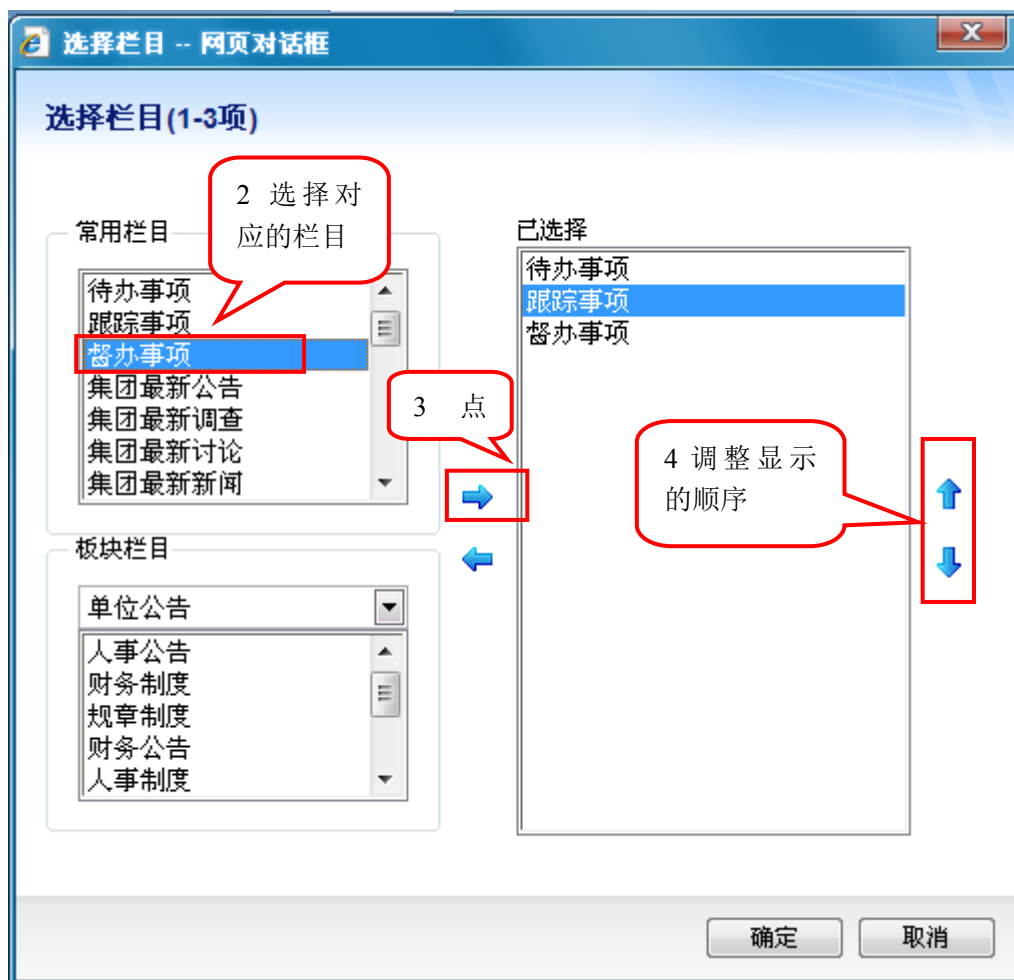 选择栏目 -- 网页对话框
选择栏目(1-3项)
2 选择对
应的栏目
常用栏目
待办事项
跟踪事项
督办事项
集团最新公告
集团最新调查
集团最新讨论
集团最新新闻
3 点
已选择
待办事项
跟踪事项
督办事项
4 调整显示
的顺序
板块栏目
单位公告
人事公告
财务制度
规章制度
财务公告
人事制度
确定
取消